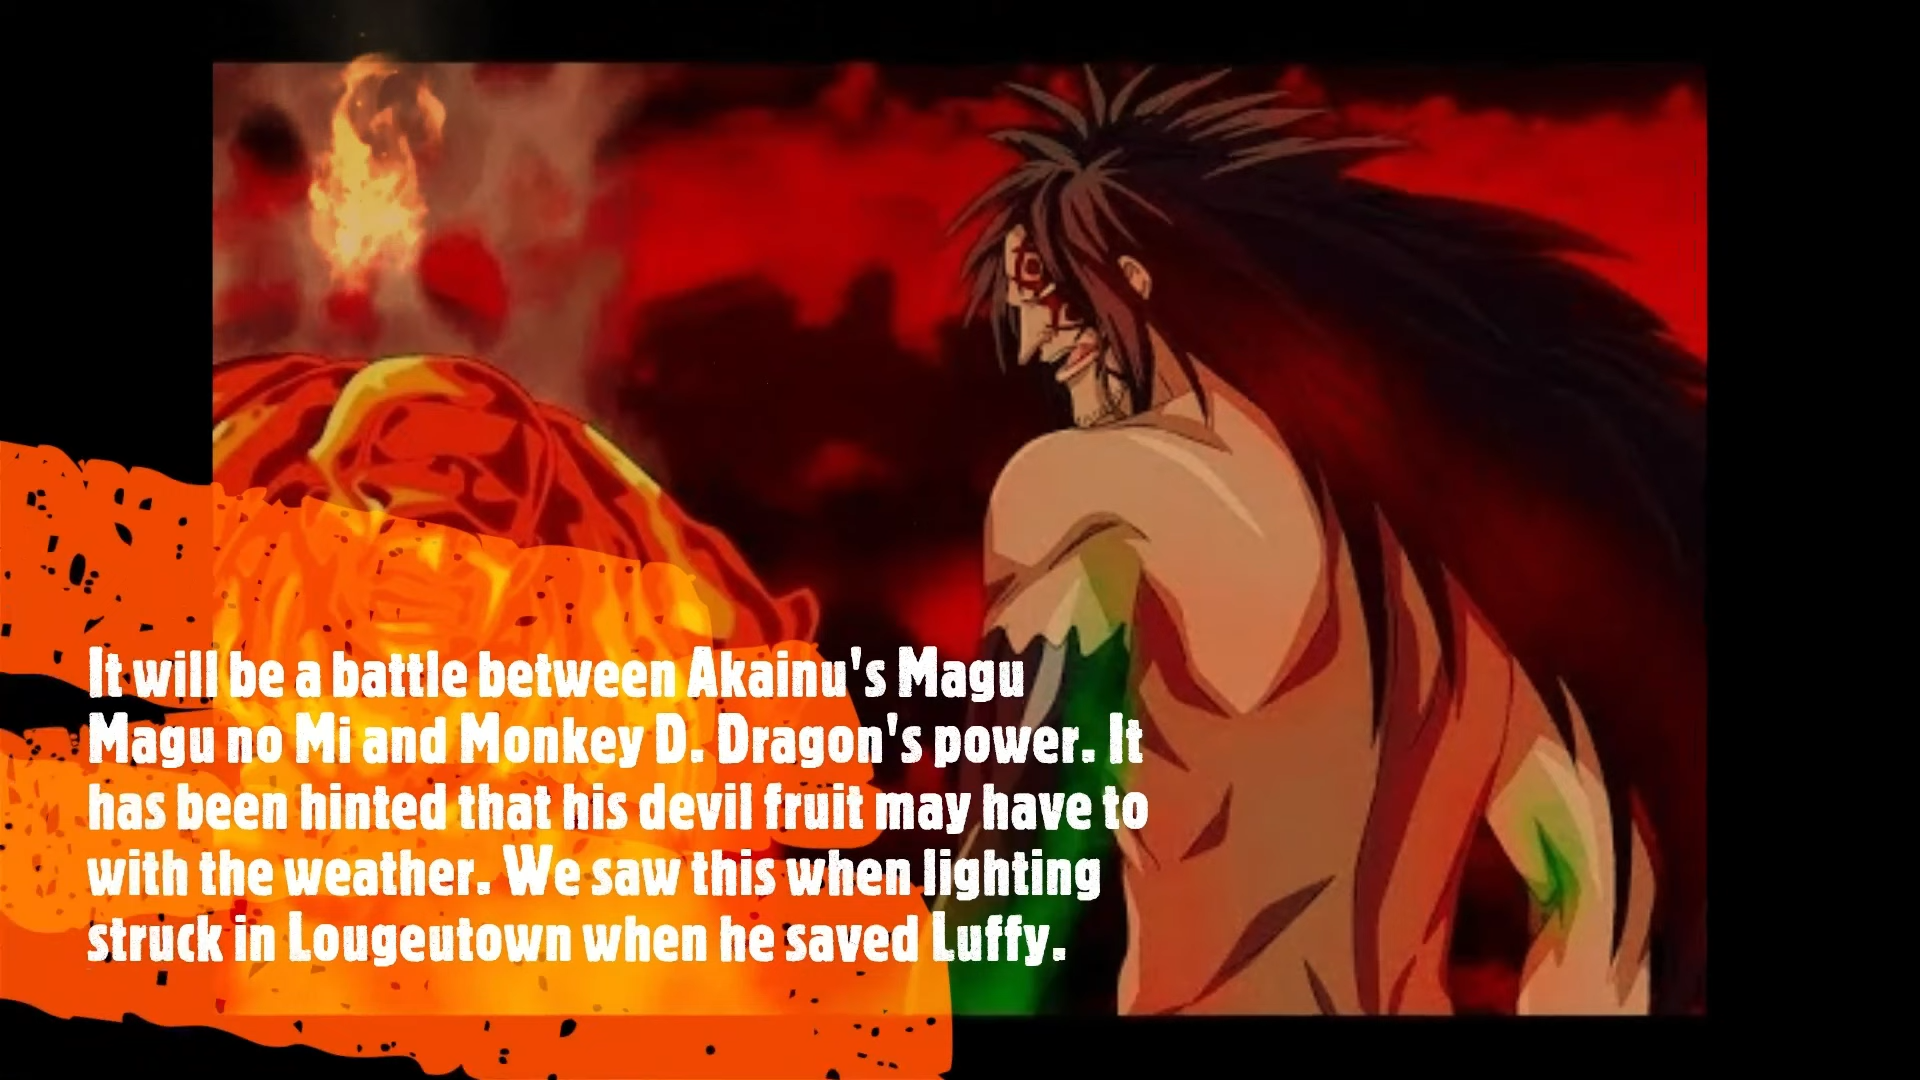 It will be a battle between Akainu's Magu
Magu no Mi and Monkey D. Dragon's power. It
has been hinted that his devil fruit may have to
with the weather. We saw this when lighting
struck in Lougeutown when he saved Luffy.